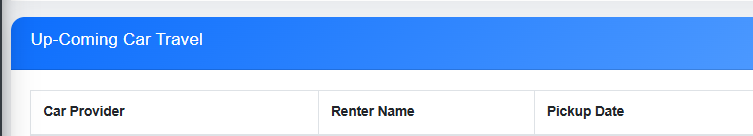 Up-Coming Car Travel
Car Provider Renter Name Pickup Date